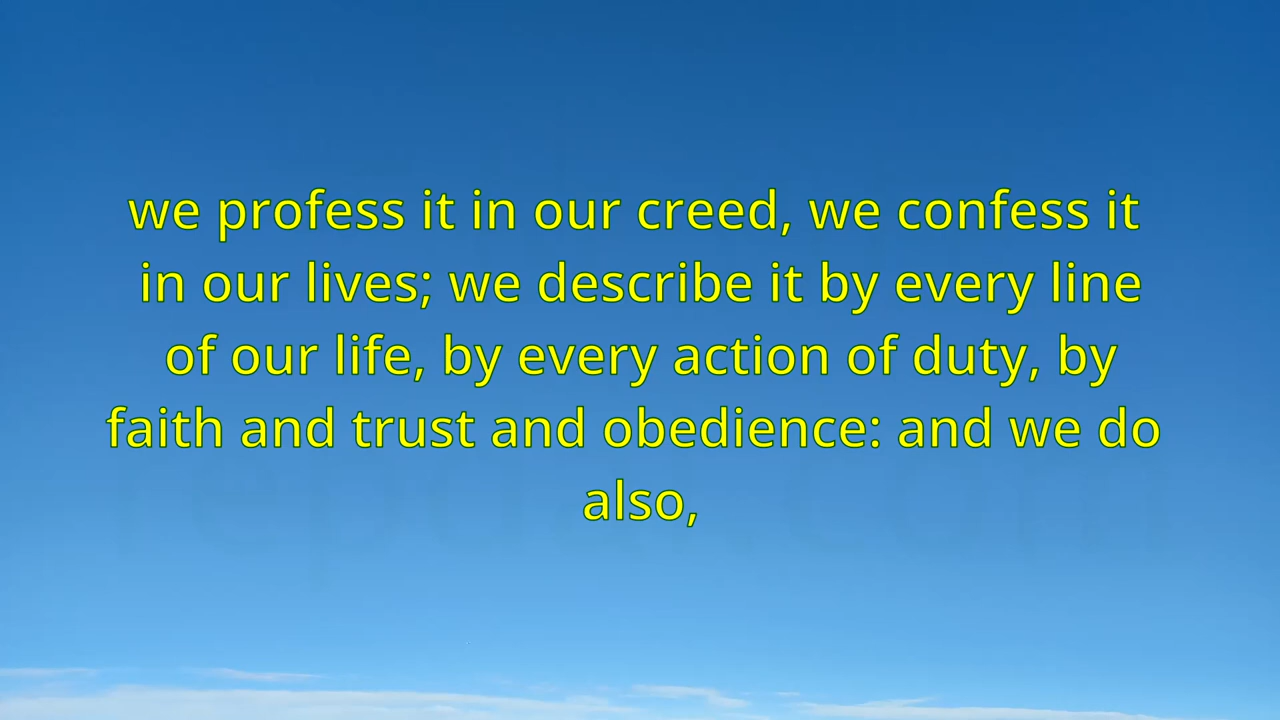 we profess it in our creed, we confess it
in our lives; we describe it by every line
of our life, by every action of duty, by
faith and trust and obedience: and we do
also,